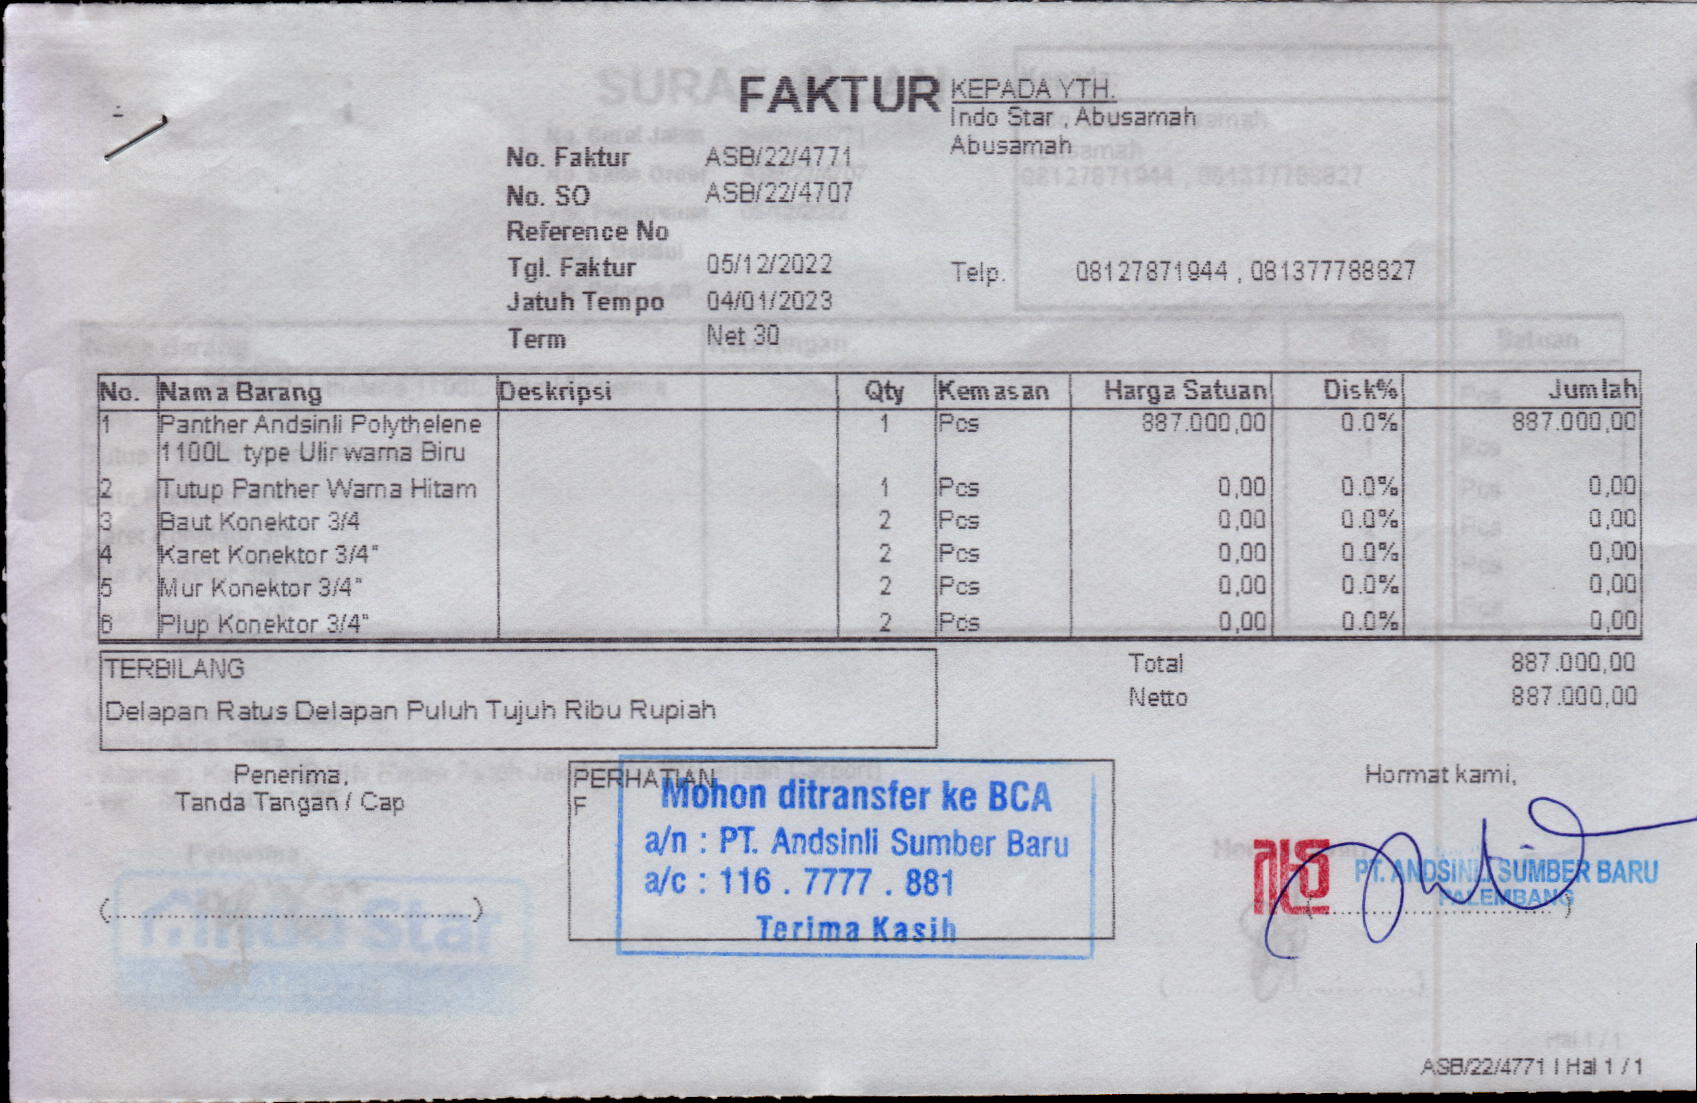 FAKTUR
KEPADA YTH.
Indo Star , Abusamah
Abusamah
No. Faktur ASB/22/4771
No. SO ASB/22/4707
Reference No
Tgl. Faktur 05/12/2022
Telp. 08127871944 , 081377788827
Jatuh Tempo 04/01/2023
Term Net 30
No. Nama Barang Deskripsi Qty Kemasan Harga Satuan Disk% Jumlah
1 Panther Andsinli Polythelene 1 Pcs 887.000,00 0.0% 887.000,00
1100L type Ulir warna Biru
2 Tutup Panther Warna Hitam 1 Pcs 0,00 0.0% 0,00
3 Baut Konektor 3/4 2 Pcs 0,00 0.0% 0,00
4 Karet Konektor 3/4" 2 Pcs 0,00 0.0% 0,00
5 Mur Konektor 3/4" 2 Pcs 0,00 0.0% 0,00
6 Plup Konektor 3/4" 2 Pcs 0,00 0.0% 0,00
TERBILANG
Delapan Ratus Delapan Puluh Tujuh Ribu Rupiah
Total 887.000,00
Netto 887.000,00
Penerima,
Tanda Tangan / Cap
(..................................................)
PERHATIAN
F
Mohon ditransfer ke BCA
a/n : PT. Andsinli Sumber Baru
a/c : 116 . 7777 . 881
Terima Kasih
Hormat kami,
PT. ANDSINLI SUMBER BARU
PALEMBANG
Indo Star
ASB/22/4771 | Hal 1 / 1